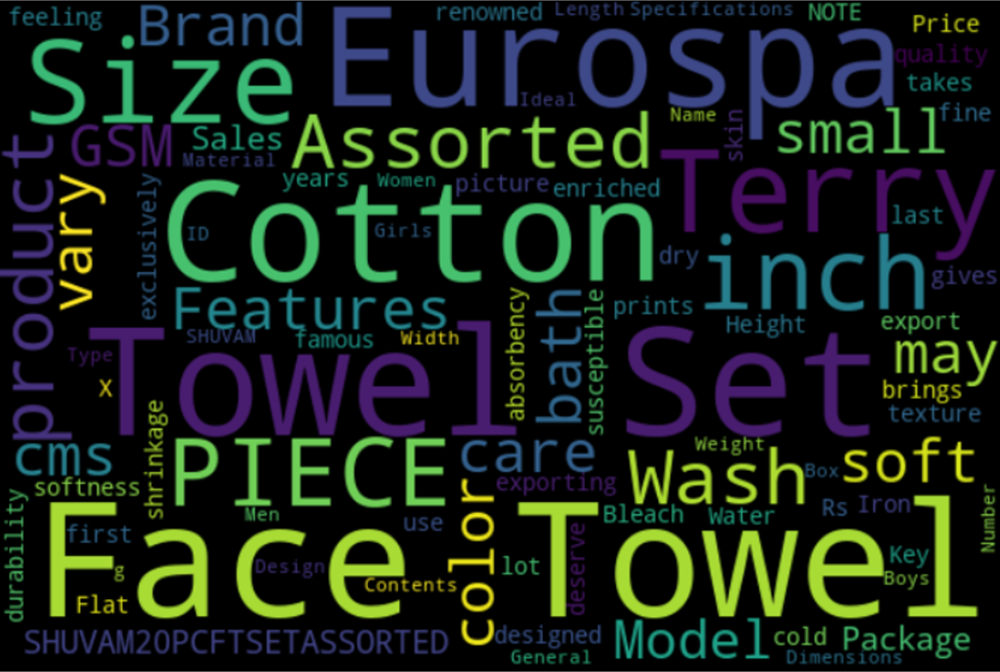 feeling Brand Eurospa renowned Length Specifications NOTE Price
Size quality
takes
Ideal Name skin small fine
product GSM Sales Assorted
Material Terry
vary exclusively years Women picture enriched
Cotton ID Girls last
dry inch gives
Features absorbency bath susceptible prints Height export
SHUVAM famous Width may
Type Towel Set
X brings
texture
cms shrinkage PIECE care Wash Weight soft
Box
softness color exporting
durability Face Men use Towel Bleach Water Rs Iron Number
first deserve
Design lot Key
g Contents Boys
Flat
SHUVAM20PCFTSETASSORTED designed Model cold Package
General Dimensions